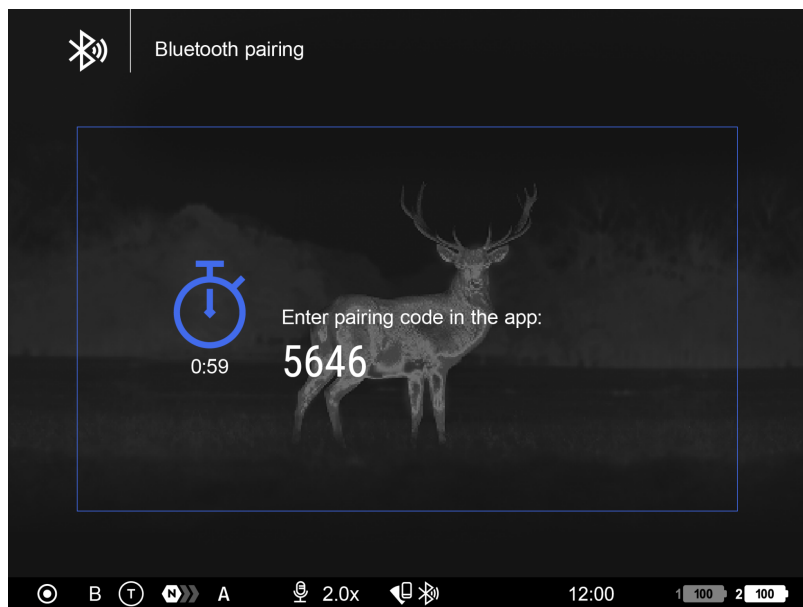 Bluetooth pairing
Enter pairing code in the app:
5646
0:59
B T N A 2.0x 12:00 1 100 2 100